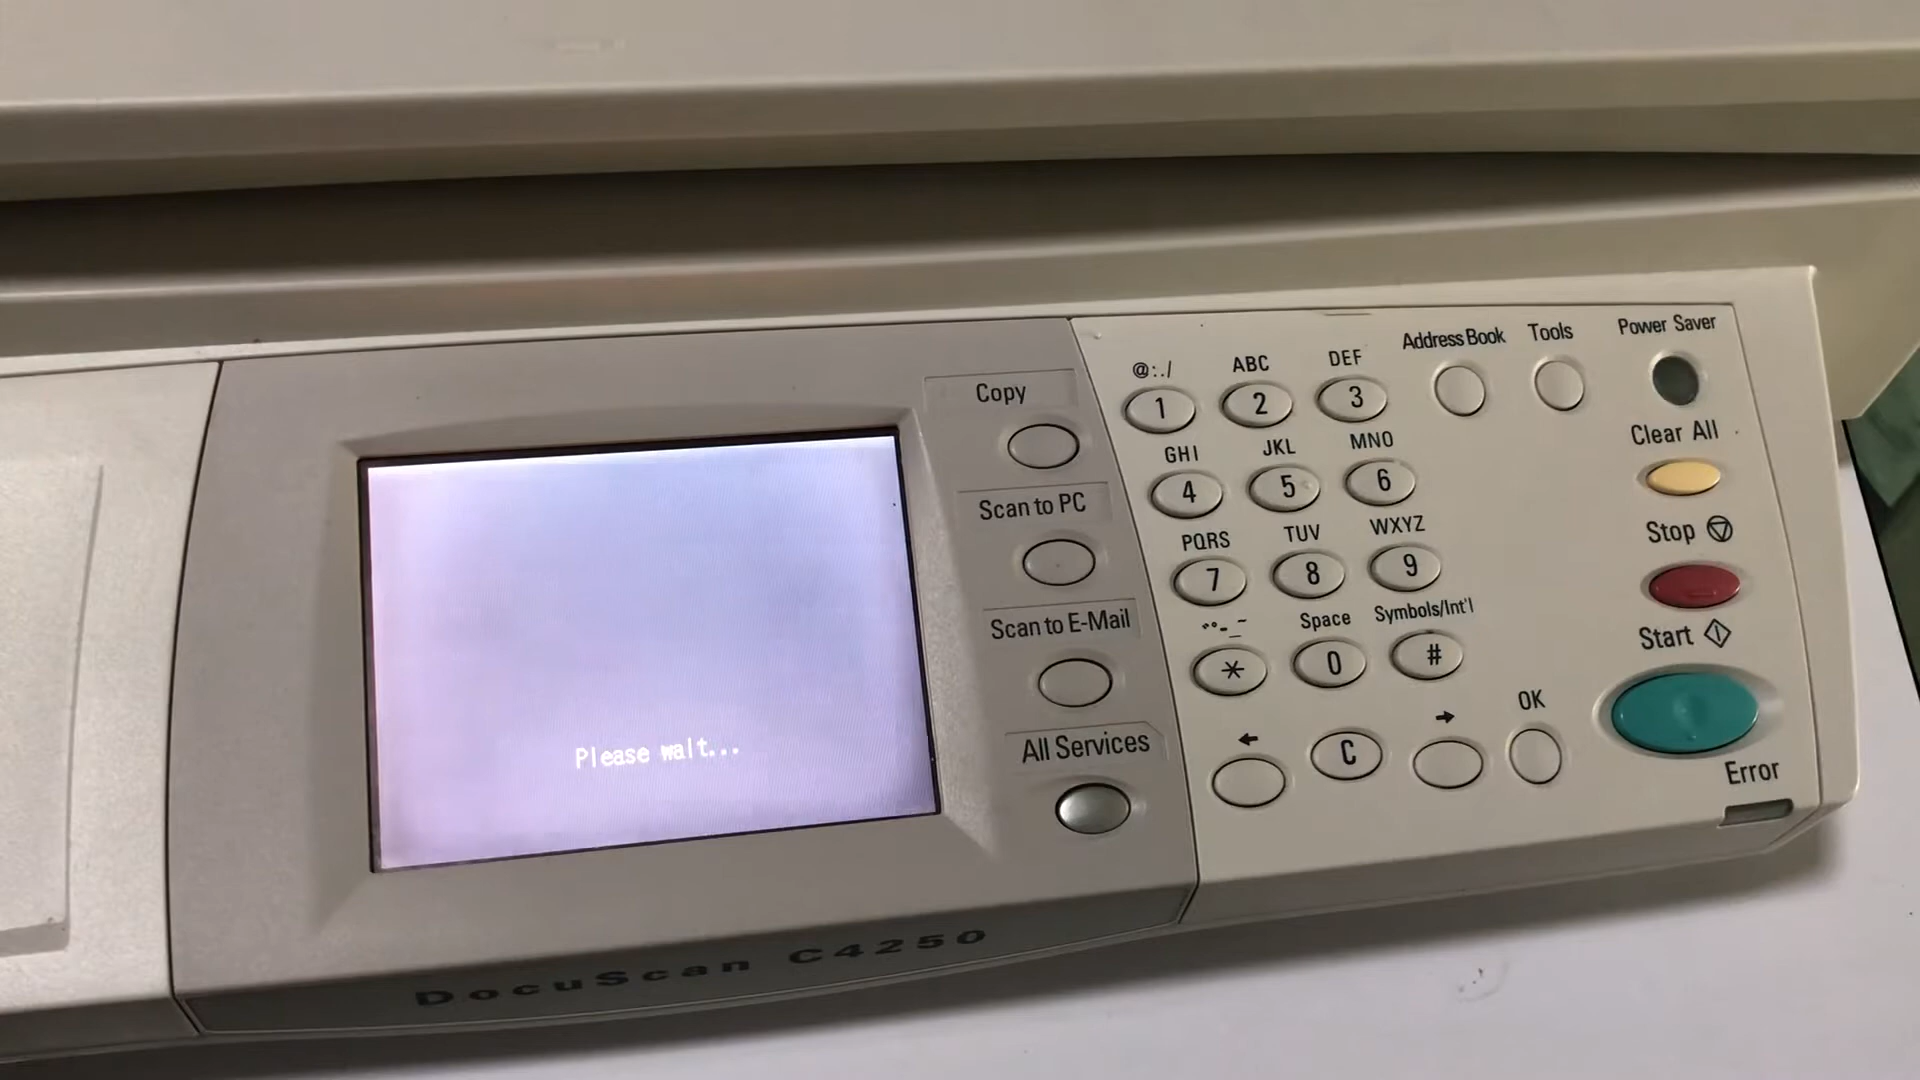 Please wait...
Copy
Scan to PC
Scan to E-Mail
All Services
@:./ ABC DEF
1 2 3
GHI JKL MNO
4 5 6
PQRS TUV WXYZ
7 8 9
Space Symbols/Int'l
* 0 #
← C → OK
Address Book Tools Power Saver
Clear All
Stop
Start
Error
DocuScan C4250